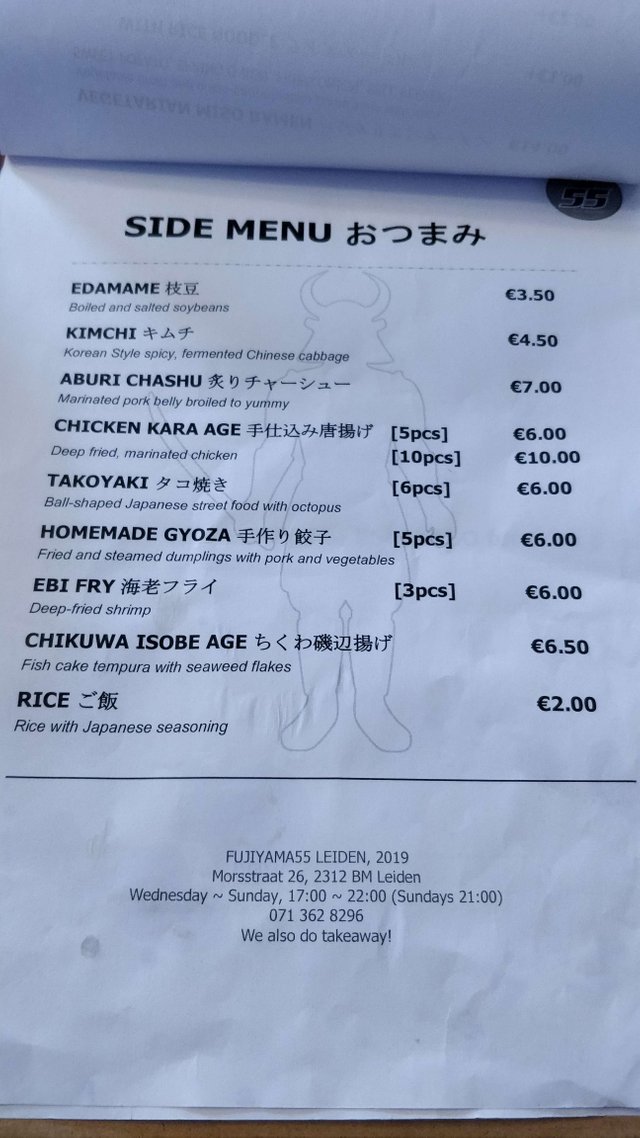 VEGETARIAN MISO RAMEN
55
SIDE MENU おつまみ
EDAMAME 枝豆 €3.50
Boiled and salted soybeans
KIMCHI キムチ €4.50
Korean Style spicy, fermented Chinese cabbage
ABURI CHASHU 炙りチャーシュー €7.00
Marinated pork belly broiled to yummy
CHICKEN KARA AGE 手仕込み唐揚げ [5pcs] €6.00
Deep fried, marinated chicken [10pcs] €10.00
TAKOYAKI タコ焼き [6pcs] €6.00
Ball-shaped Japanese street food with octopus
HOMEMADE GYOZA 手作り餃子 [5pcs] €6.00
Fried and steamed dumplings with pork and vegetables
EBI FRY 海老フライ [3pcs] €6.00
Deep-fried shrimp
CHIKUWA ISOBE AGE ちくわ磯辺揚げ €6.50
Fish cake tempura with seaweed flakes
RICE ご飯 €2.00
Rice with Japanese seasoning
FUJIYAMA55 LEIDEN, 2019
Morsstraat 26, 2312 BM Leiden
Wednesday ~ Sunday, 17:00 ~ 22:00 (Sundays 21:00)
071 362 8296
We also do takeaway!